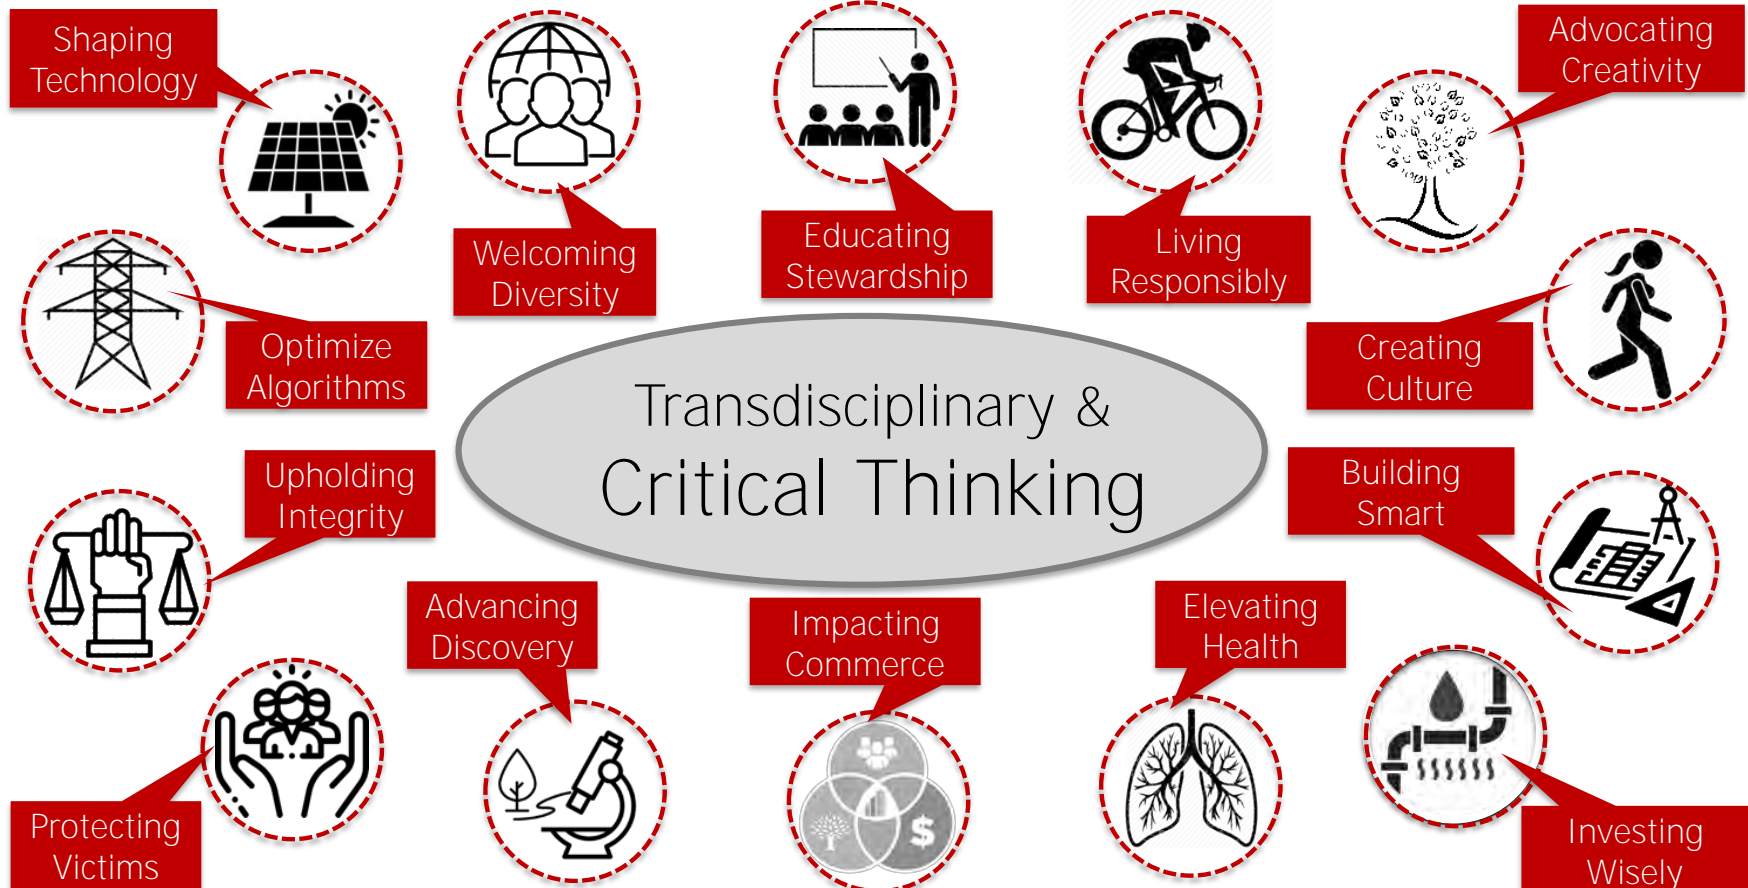 Shaping
Technology
Welcoming
Diversity
Educating
Stewardship
Living
Responsibly
Advocating
Creativity
Optimize
Algorithms
Creating
Culture
Transdisciplinary &
Critical Thinking
Upholding
Integrity
Building
Smart
Advancing
Discovery
Impacting
Commerce
Elevating
Health
$
Protecting
Victims
Investing
Wisely